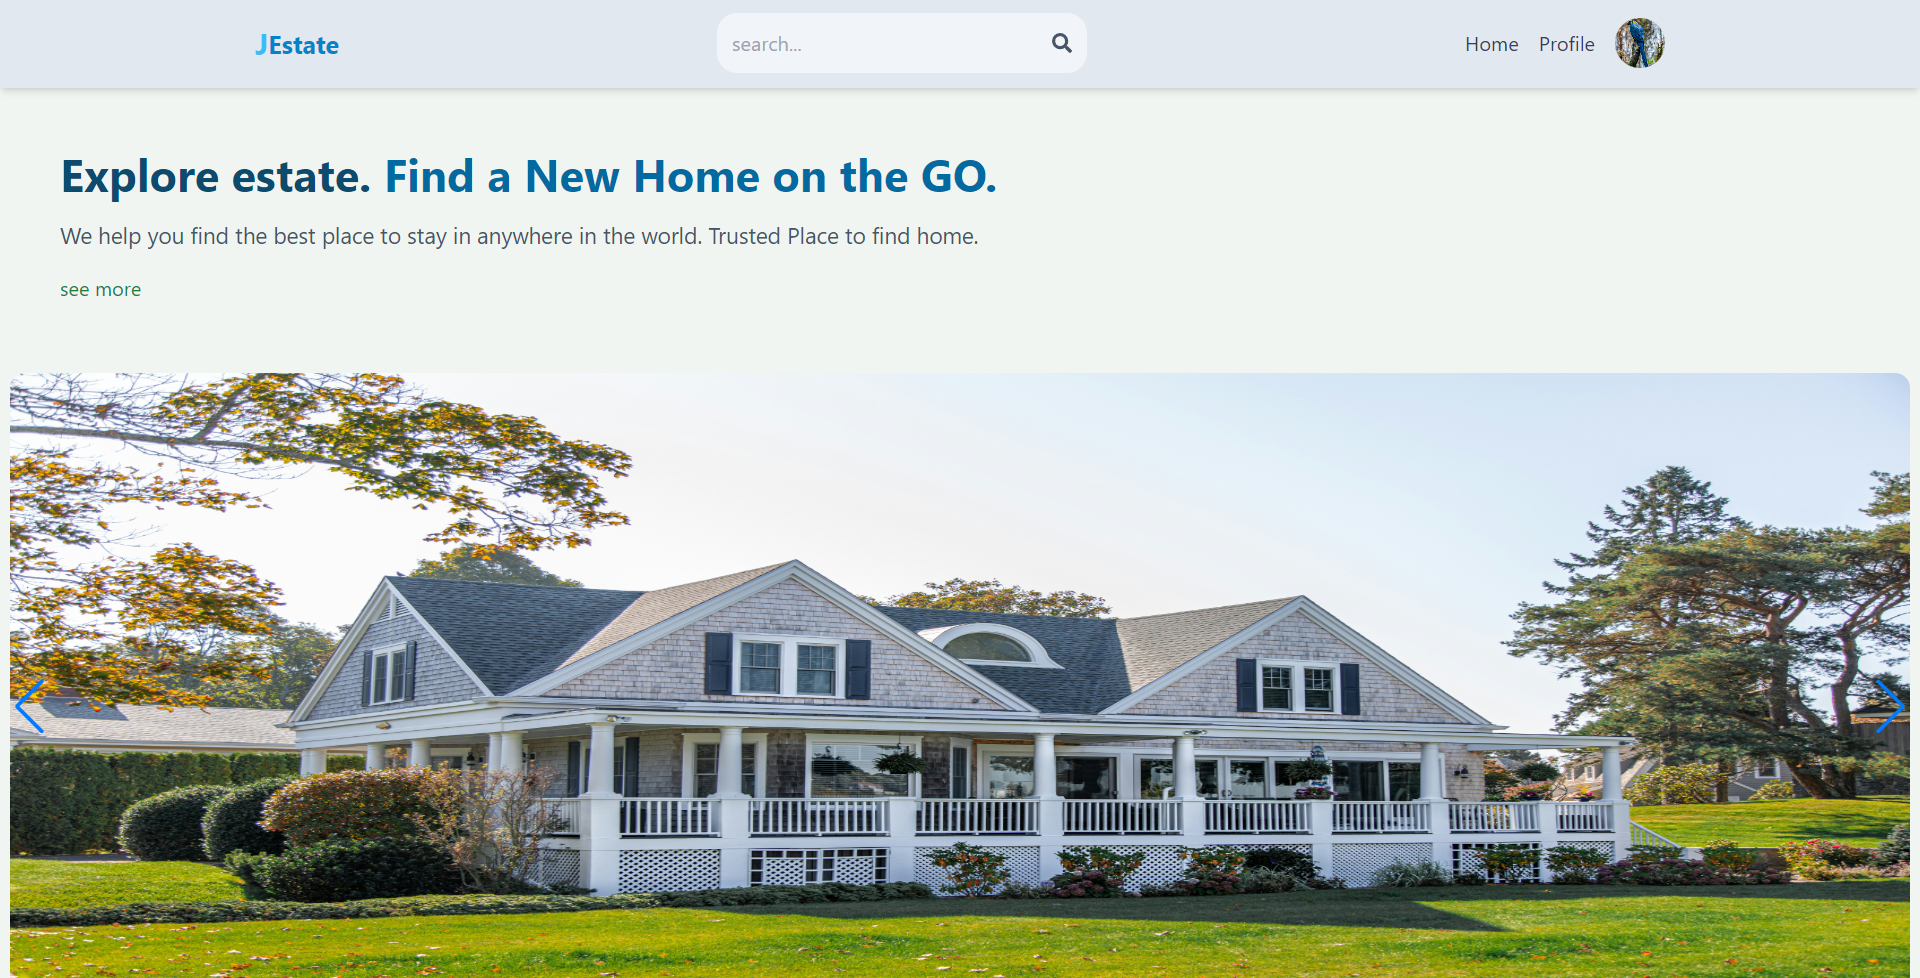 JEstate
search...
Home
Profile
Explore estate. Find a New Home on the GO.
We help you find the best place to stay in anywhere in the world. Trusted Place to find home.
see more